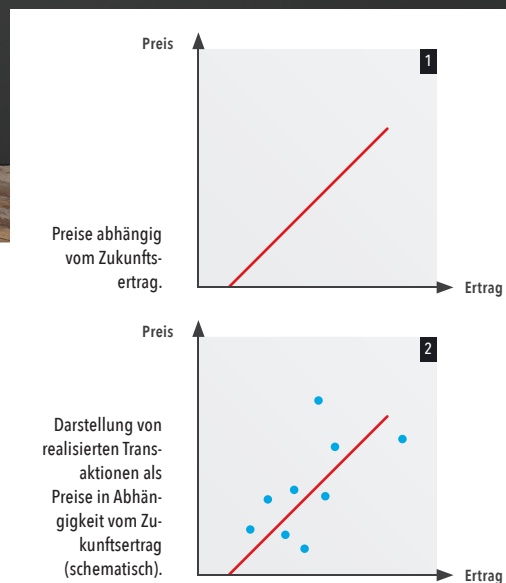 Preis
1
Preise abhängig
vom Zukunfts-
ertrag.
Ertrag
Preis
2
Darstellung von
realisierten Trans-
aktionen als
Preise in Abhän-
gigkeit vom Zu-
kunftsertrag
(schematisch).
Ertrag